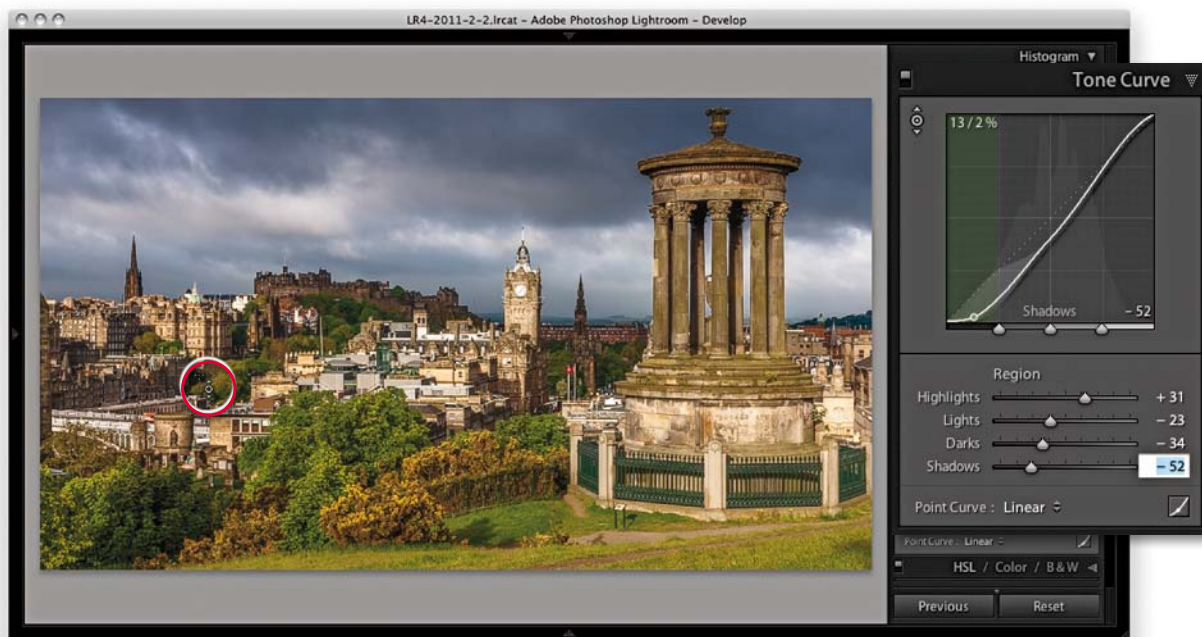 LR4-2011-2-2.lrcat – Adobe Photoshop Lightroom – Develop
Histogram
Tone Curve
13 / 2 %
Shadows – 52
Region
Highlights + 31
Lights – 23
Darks – 34
Shadows – 52
Point Curve : Linear
Point Curve : Linear
HSL / Color / B & W
Previous Reset